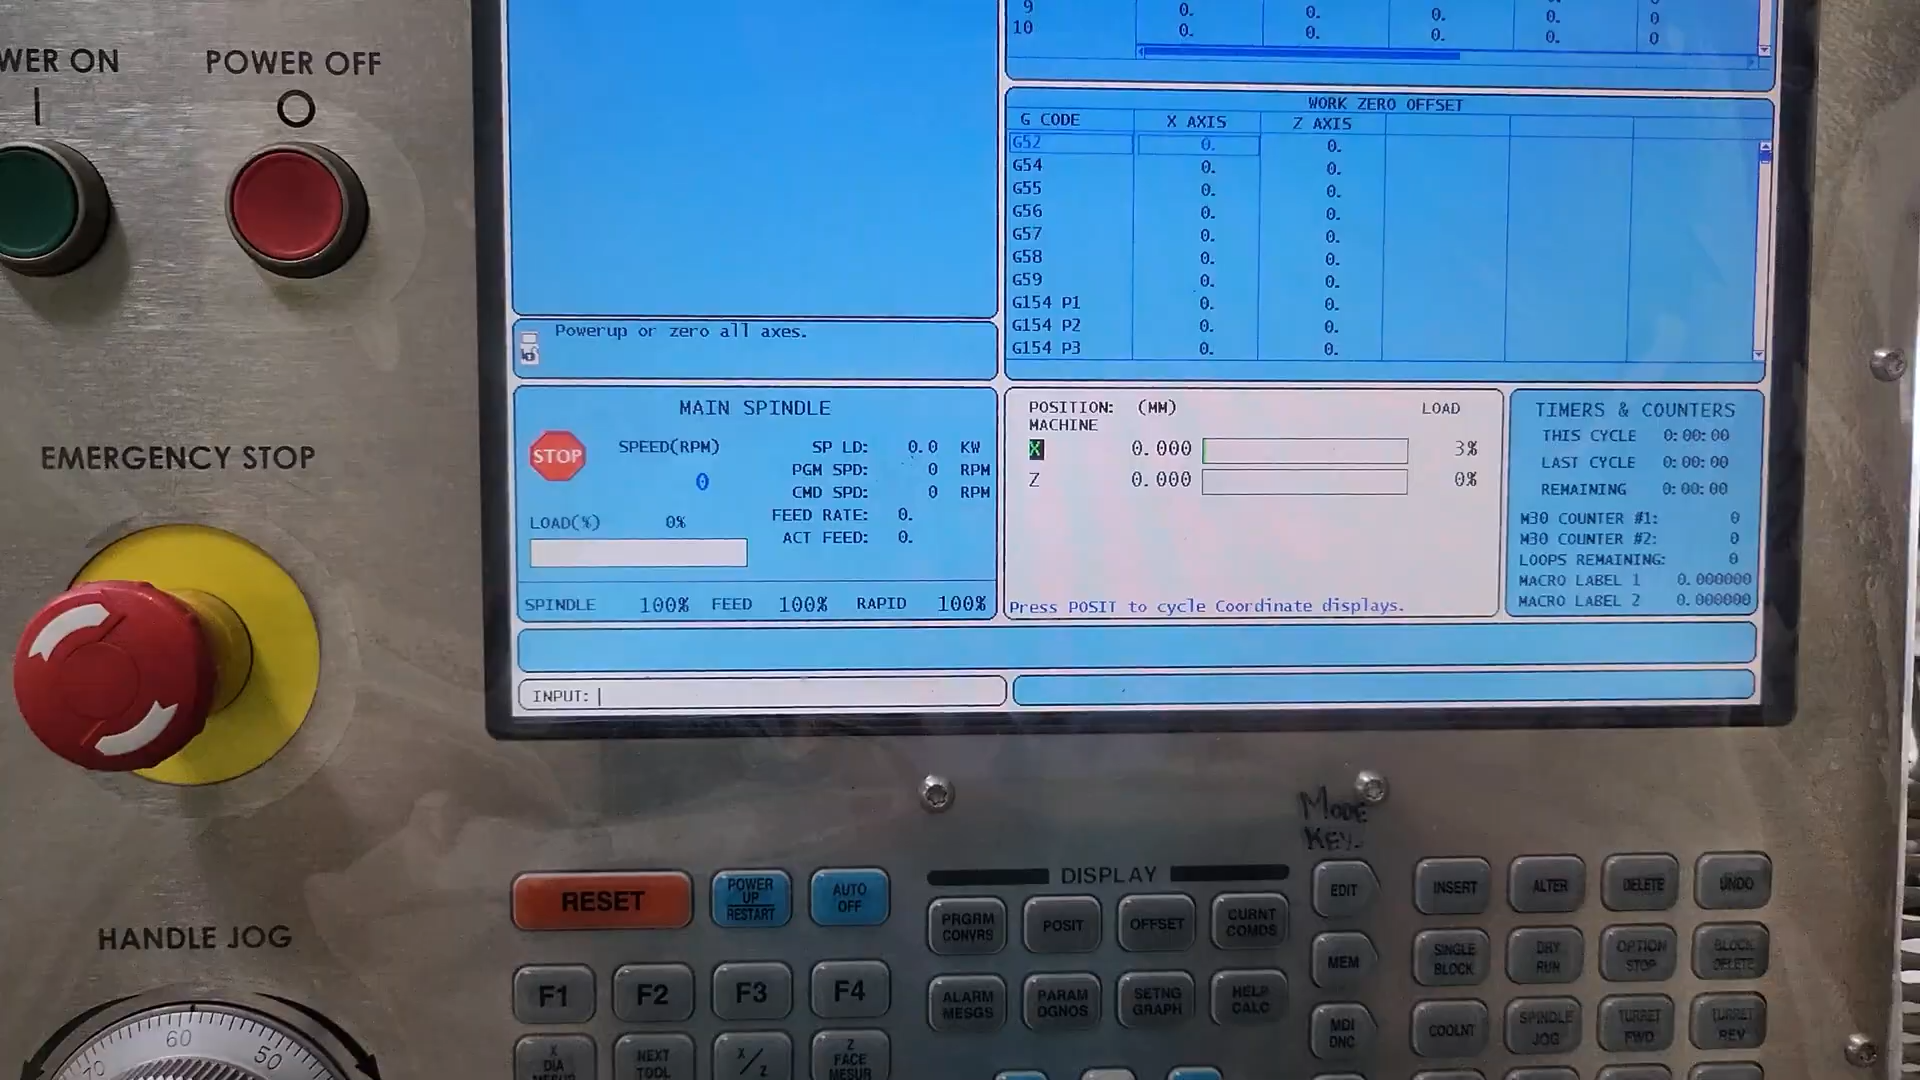 WER ON
POWER OFF
EMERGENCY STOP
HANDLE JOG
60
50
70
9 0. 0. 0. 0. 0
10 0. 0. 0. 0. 0
WORK ZERO OFFSET
G CODE X AXIS Z AXIS
G52 0. 0.
G54 0. 0.
G55 0. 0.
G56 0. 0.
G57 0. 0.
G58 0. 0.
G59 0. 0.
G154 P1 0. 0.
G154 P2 0. 0.
G154 P3 0. 0.
Powerup or zero all axes.
MAIN SPINDLE
STOP
SPEED(RPM)
0
LOAD(%) 0%
SP LD: 0.0 KW
PGM SPD: 0 RPM
CMD SPD: 0 RPM
FEED RATE: 0.
ACT FEED: 0.
SPINDLE 100% FEED 100% RAPID 100%
POSITION: (MM) LOAD
MACHINE
X 0.000 3%
Z 0.000 0%
Press POSIT to cycle Coordinate displays.
TIMERS & COUNTERS
THIS CYCLE 0:00:00
LAST CYCLE 0:00:00
REMAINING 0:00:00
M30 COUNTER #1: 0
M30 COUNTER #2: 0
LOOPS REMAINING: 0
MACRO LABEL 1 0.000000
MACRO LABEL 2 0.000000
INPUT:
MODE
KEY.
RESET
POWER
UP
RESTART
AUTO
OFF
DISPLAY
PRGRM
CONVRS
POSIT
OFFSET
CURNT
COMDS
EDIT
INSERT
ALTER
DELETE
UNDO
F1
F2
F3
F4
ALARM
MESGS
PARAM
DGNOS
SETNG
GRAPH
HELP
CALC
MEM
SINGLE
BLOCK
DRY
RUN
OPTION
STOP
BLOCK
DELETE
MDI
DNC
COOLNT
SPINDLE
JOG
TURRET
FWD
TURRET
REV
X
DIA
MESUR
NEXT
TOOL
X/Z
Z
FACE
MESUR